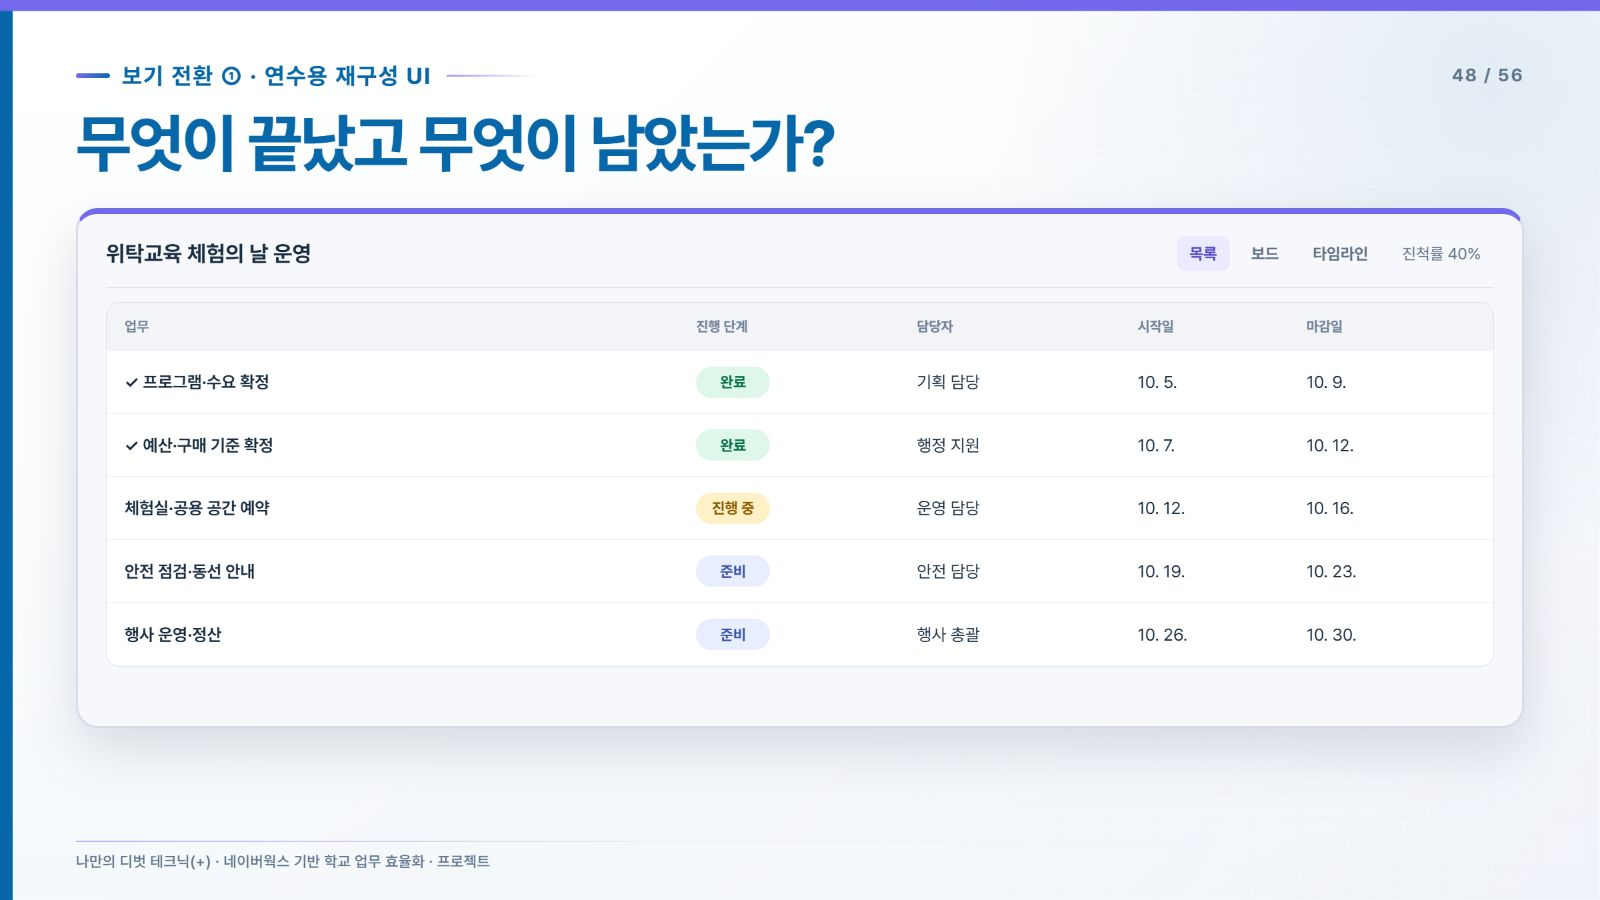 보기 전환 ① · 연수용 재구성 UI
48 / 56
무엇이 끝났고 무엇이 남았는가?
위탁교육 체험의 날 운영
목록 보드 타임라인 진척률 40%
업무 진행 단계 담당자 시작일 마감일
✓ 프로그램·수요 확정 완료 기획 담당 10. 5. 10. 9.
✓ 예산·구매 기준 확정 완료 행정 지원 10. 7. 10. 12.
체험실·공용 공간 예약 진행 중 운영 담당 10. 12. 10. 16.
안전 점검·동선 안내 준비 안전 담당 10. 19. 10. 23.
행사 운영·정산 준비 행사 총괄 10. 26. 10. 30.
나만의 디벗 테크닉(+) · 네이버웍스 기반 학교 업무 효율화 · 프로젝트